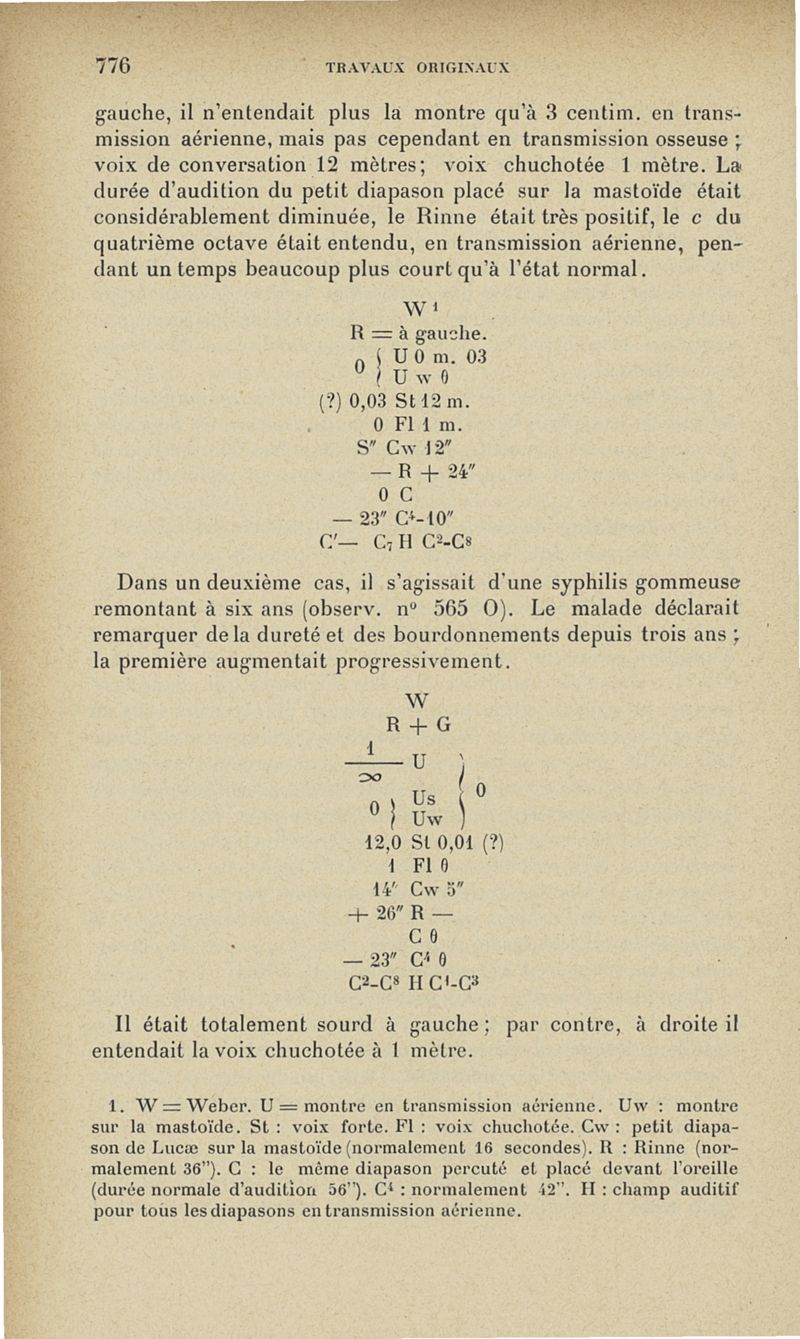 776 TRAVAUX ORIGINAUX
gauche, il n'entendait plus la montre qu'à 3 centim. en trans-
mission aérienne, mais pas cependant en transmission osseuse ;
voix de conversation 12 mètres; voix chuchotée 1 mètre. La
durée d'audition du petit diapason placé sur la mastoïde était
considérablement diminuée, le Rinne était très positif, le c du
quatrième octave était entendu, en transmission aérienne, pen-
dant un temps beaucoup plus court qu'à l'état normal.
W ¹
R = à gauche.
0 { U 0 m. 03
{ U w θ
(?) 0,03 St 12 m.
0 Fl 1 m.
S″ Cw 12″
— R + 24″
0 C
— 23″ C⁴-10″
C′— C₇ H C²-C⁸
Dans un deuxième cas, il s'agissait d'une syphilis gommeuse
remontant à six ans (observ. nº 565 O). Le malade déclarait
remarquer de la dureté et des bourdonnements depuis trois ans ;
la première augmentait progressivement.
W
R + G
1
— U
∞
0 { Us } 0
{ Uw }
12,0 St 0,01 (?)
1 Fl θ
14″ Cw 5″
+ 26″ R —
C θ
— 23″ C⁴ θ
C²-C⁸ H C¹-C³
Il était totalement sourd à gauche ; par contre, à droite il
entendait la voix chuchotée à 1 mètre.
1. W = Weber. U = montre en transmission aérienne. Uw : montre
sur la mastoïde. St : voix forte. Fl : voix chuchotée. Cw : petit diapa-
son de Lucæ sur la mastoïde (normalement 16 secondes). R : Rinne (nor-
malement 36"). C : le même diapason percuté et placé devant l'oreille
(durée normale d'audition 56"). C⁴ : normalement 42". H : champ auditif
pour tous les diapasons en transmission aérienne.